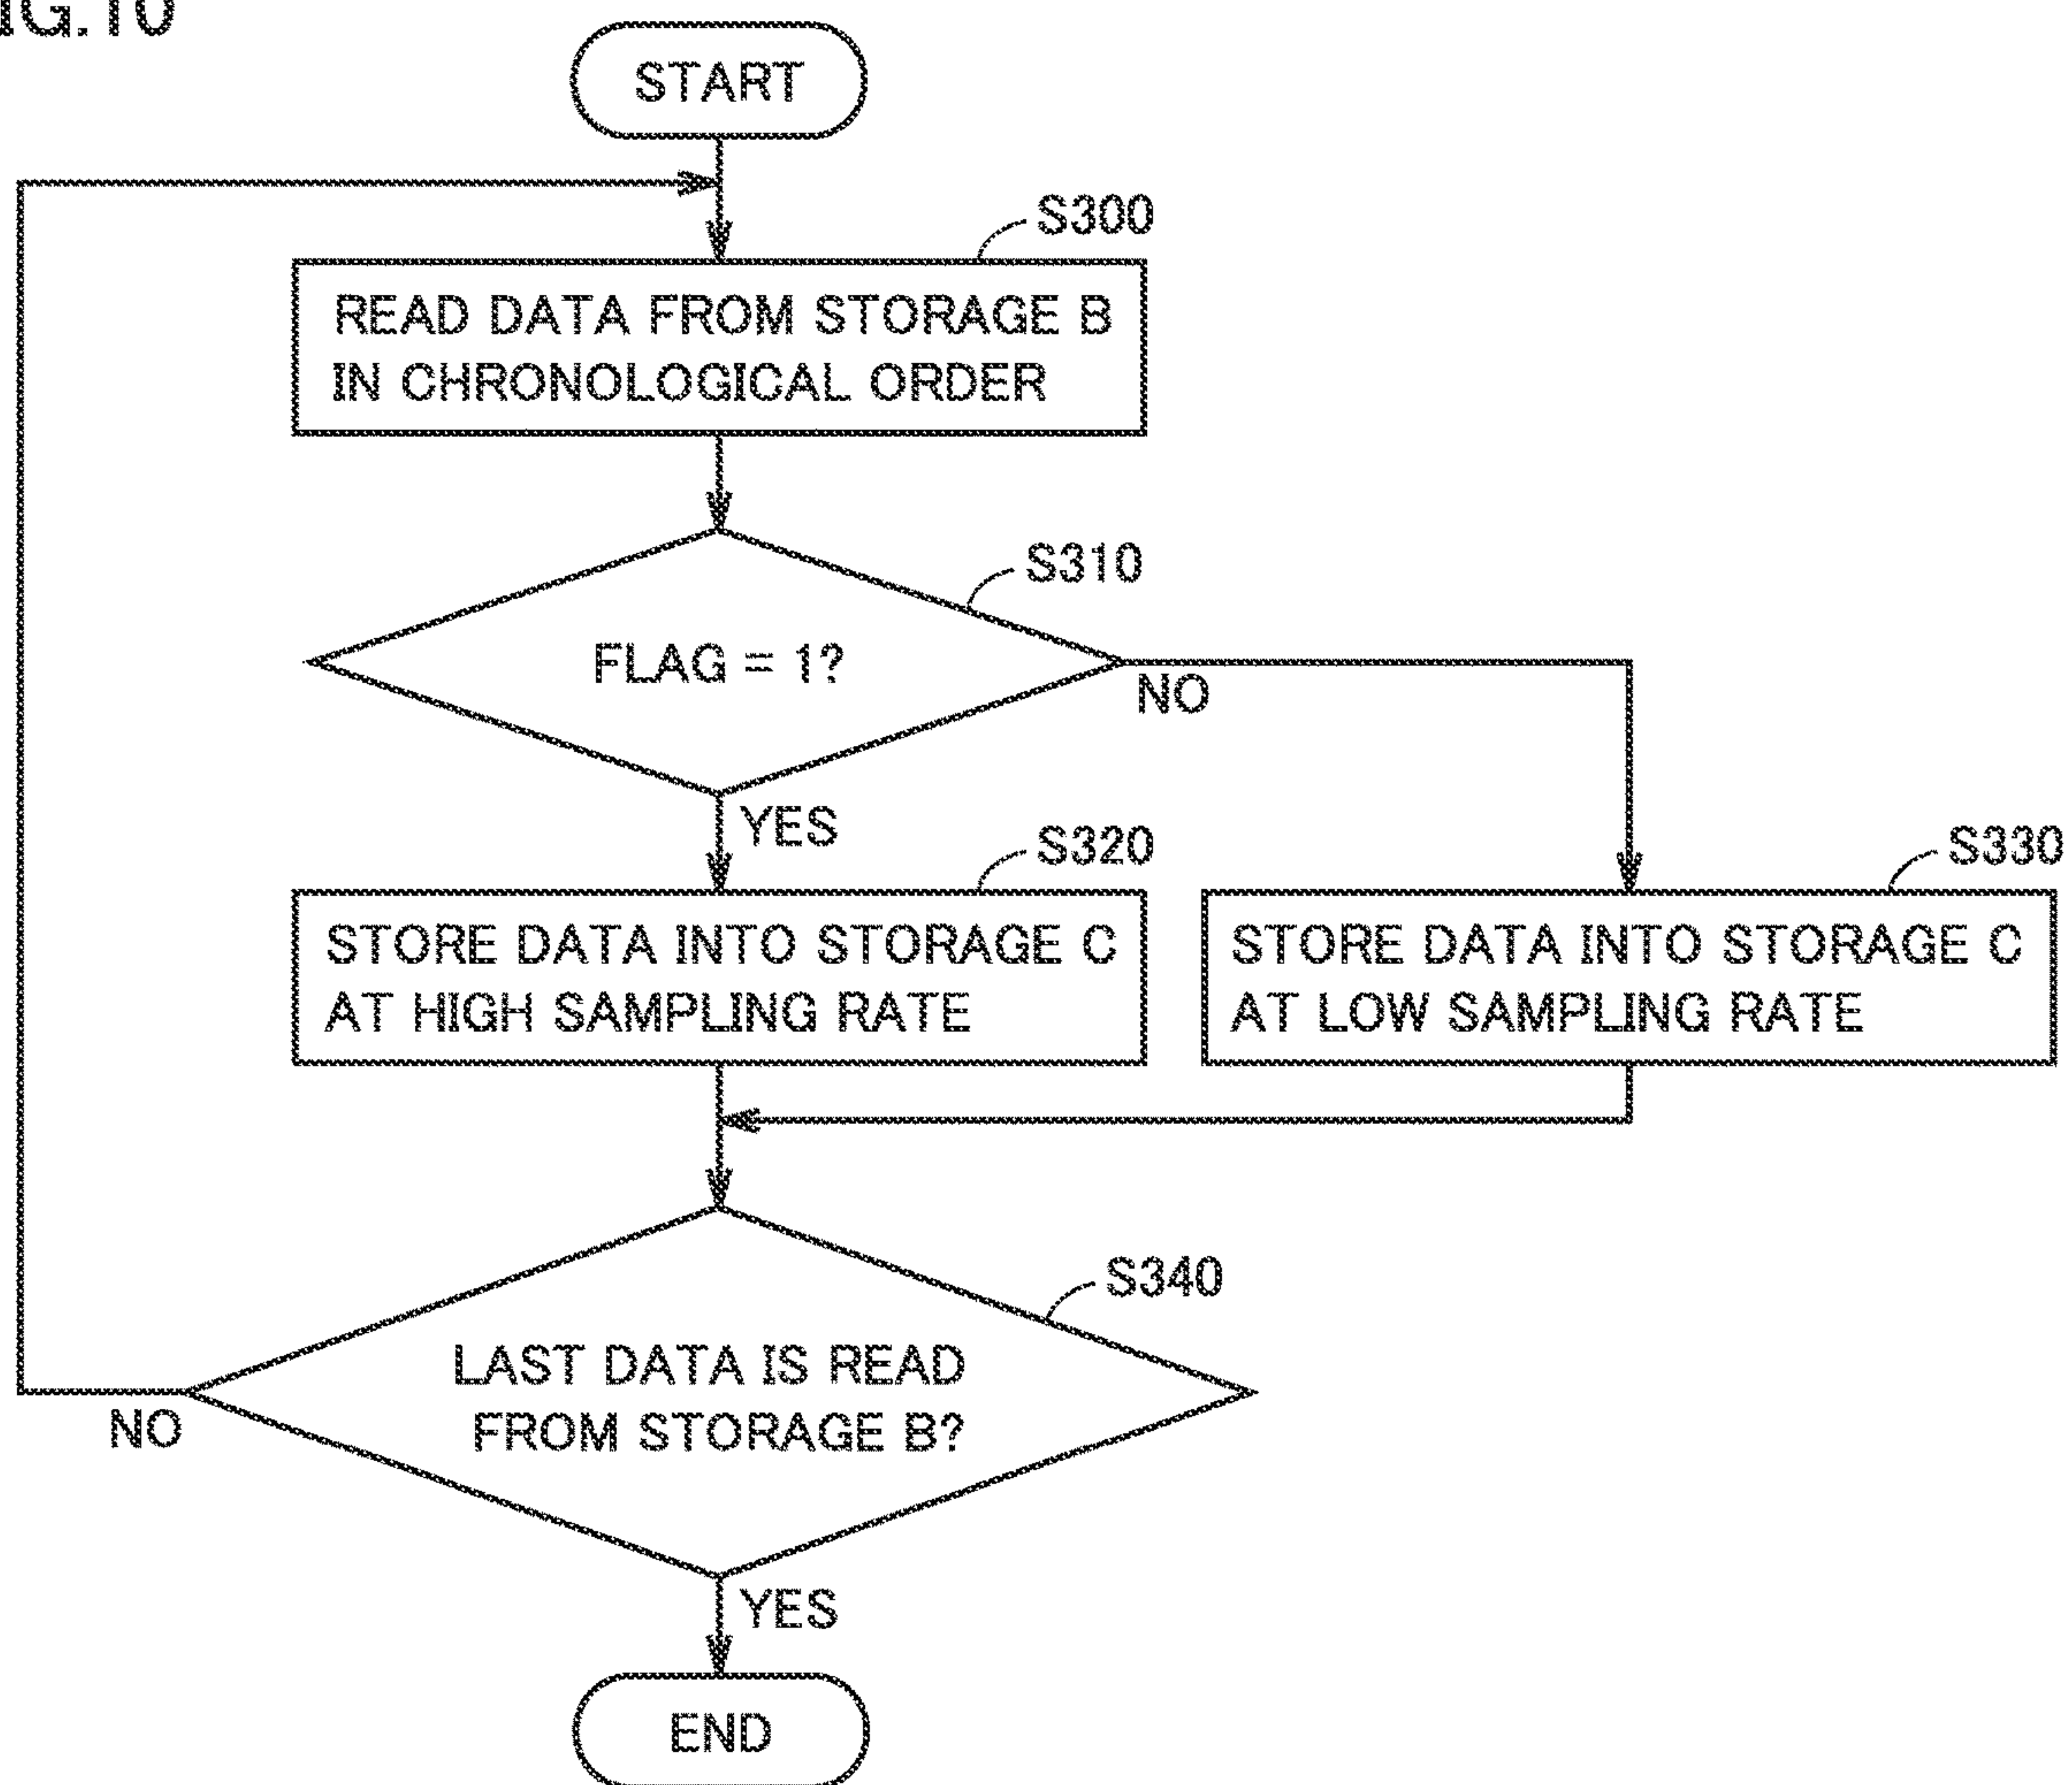 IG.10
START
S300
READ DATA FROM STORAGE B
IN CHRONOLOGICAL ORDER
S310
FLAG = 1?
NO
YES
S320
S330
STORE DATA INTO STORAGE C
AT HIGH SAMPLING RATE
STORE DATA INTO STORAGE C
AT LOW SAMPLING RATE
S340
LAST DATA IS READ
FROM STORAGE B?
NO
YES
END